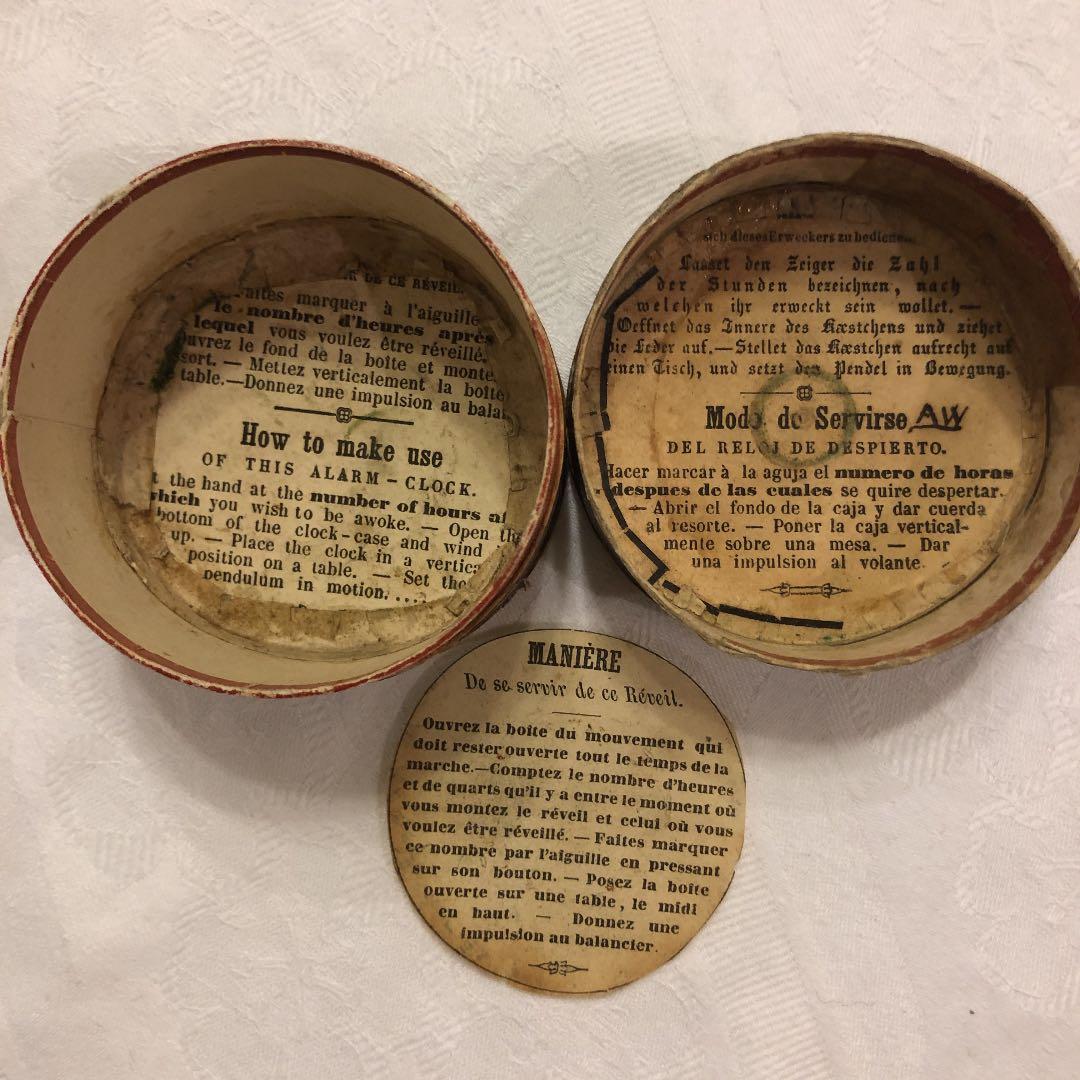 DE CE RÉVEIL.
aites marquer à l'aiguille
le nombre d'heures après
lequel vous voulez être réveillé.
uvrez le fond de la boîte et monte
sort. — Mettez verticalement la boîte
table.—Donnez une impulsion au balan
How to make use
OF THIS ALARM-CLOCK.
t the hand at the number of hours af
which you wish to be awoke. — Open the
bottom of the clock-case and wind
up. — Place the clock in a vertica
position on a table. — Set the
pendulum in motion. ....
sich dieses Erweckers zu bediene
Lasset den Zeiger die Zahl
der Stunden bezeichnen, nach
welchen ihr erweckt sein wollet. —
Oeffnet das Innere des Kæstchens und ziehet
die Feder auf.—Stellet das Kæstchen aufrecht auf
einen Tisch, und setzt den Pendel in Bewegung.
Modo de Servirse AW
DEL RELOJ DE DESPIERTO.
Hacer marcar à la aguja el numero de horas
despues de las cuales se quire despertar.
— Abrir el fondo de la caja y dar cuerda
al resorte. — Poner la caja vertical-
mente sobre una mesa. — Dar
una impulsion al volante.
MANIÈRE
De se servir de ce Réveil.
Ouvrez la boîte du mouvement qui
doit rester ouverte tout le temps de la
marche.—Comptez le nombre d'heures
et de quarts qu'il y a entre le moment où
vous montez le réveil et celui où vous
voulez être réveillé. — Faites marquer
ce nombre par l'aiguille en pressant
sur son bouton. — Posez la boîte
ouverte sur une table, le midi
en haut. — Donnez une
impulsion au balancier.